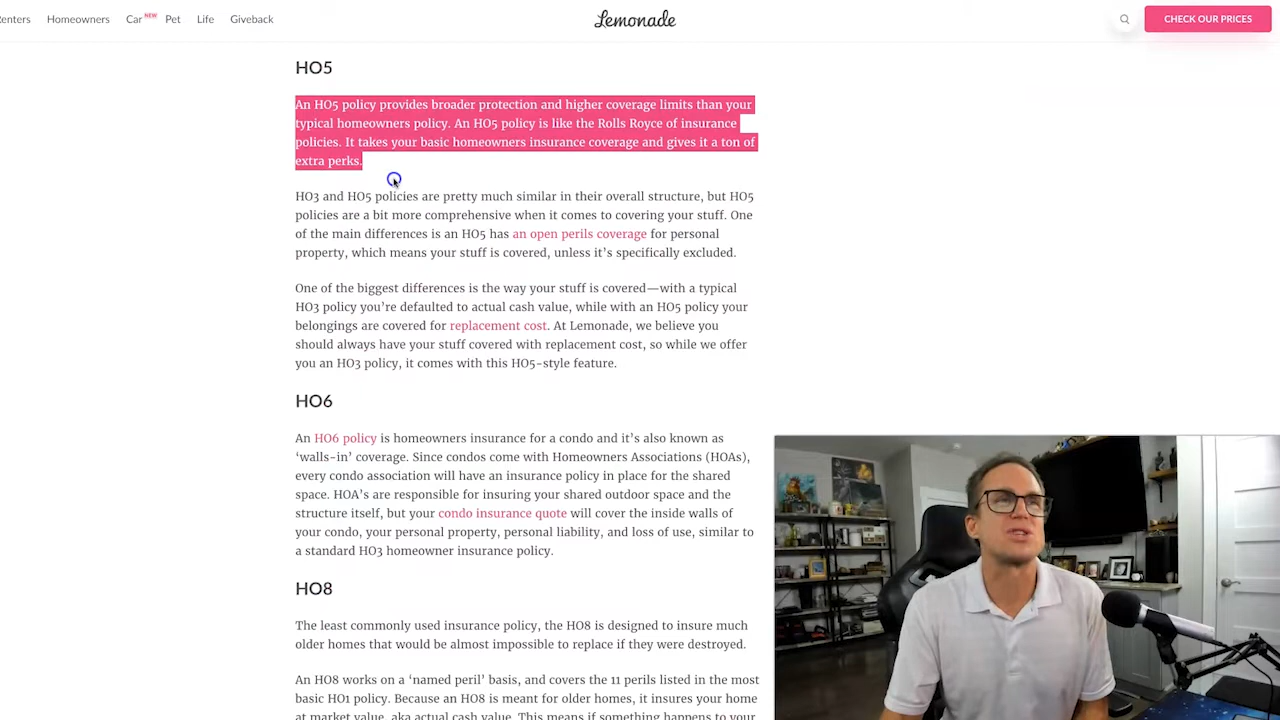 Homeowners
Car NEW
Pet
Life
Giveback
Lemonade
CHECK OUR PRICES
HO5
An HO5 policy provides broader protection and higher coverage limits than your
typical homeowners policy. An HO5 policy is like the Rolls Royce of insurance
policies. It takes your basic homeowners insurance coverage and gives it a ton of
extra perks.
HO3 and HO5 policies are pretty much similar in their overall structure, but HO5
policies are a bit more comprehensive when it comes to covering your stuff. One
of the main differences is an HO5 has an open perils coverage for personal
property, which means your stuff is covered, unless it’s specifically excluded.
One of the biggest differences is the way your stuff is covered—with a typical
HO3 policy you’re defaulted to actual cash value, while with an HO5 policy your
belongings are covered for replacement cost. At Lemonade, we believe you
should always have your stuff covered with replacement cost, so while we offer
you an HO3 policy, it comes with this HO5-style feature.
HO6
An HO6 policy is homeowners insurance for a condo and it’s also known as
‘walls-in’ coverage. Since condos come with Homeowners Associations (HOAs),
every condo association will have an insurance policy in place for the shared
space. HOA’s are responsible for insuring your shared outdoor space and the
structure itself, but your condo insurance quote will cover the inside walls of
your condo, your personal property, personal liability, and loss of use, similar to
a standard HO3 homeowner insurance policy.
HO8
The least commonly used insurance policy, the HO8 is designed to insure much
older homes that would be almost impossible to replace if they were destroyed.
An HO8 works on a ‘named peril’ basis, and covers the 11 perils listed in the most
basic HO1 policy. Because an HO8 is meant for older homes, it insures your home
at market value, aka actual cash value. This means if something happens to your